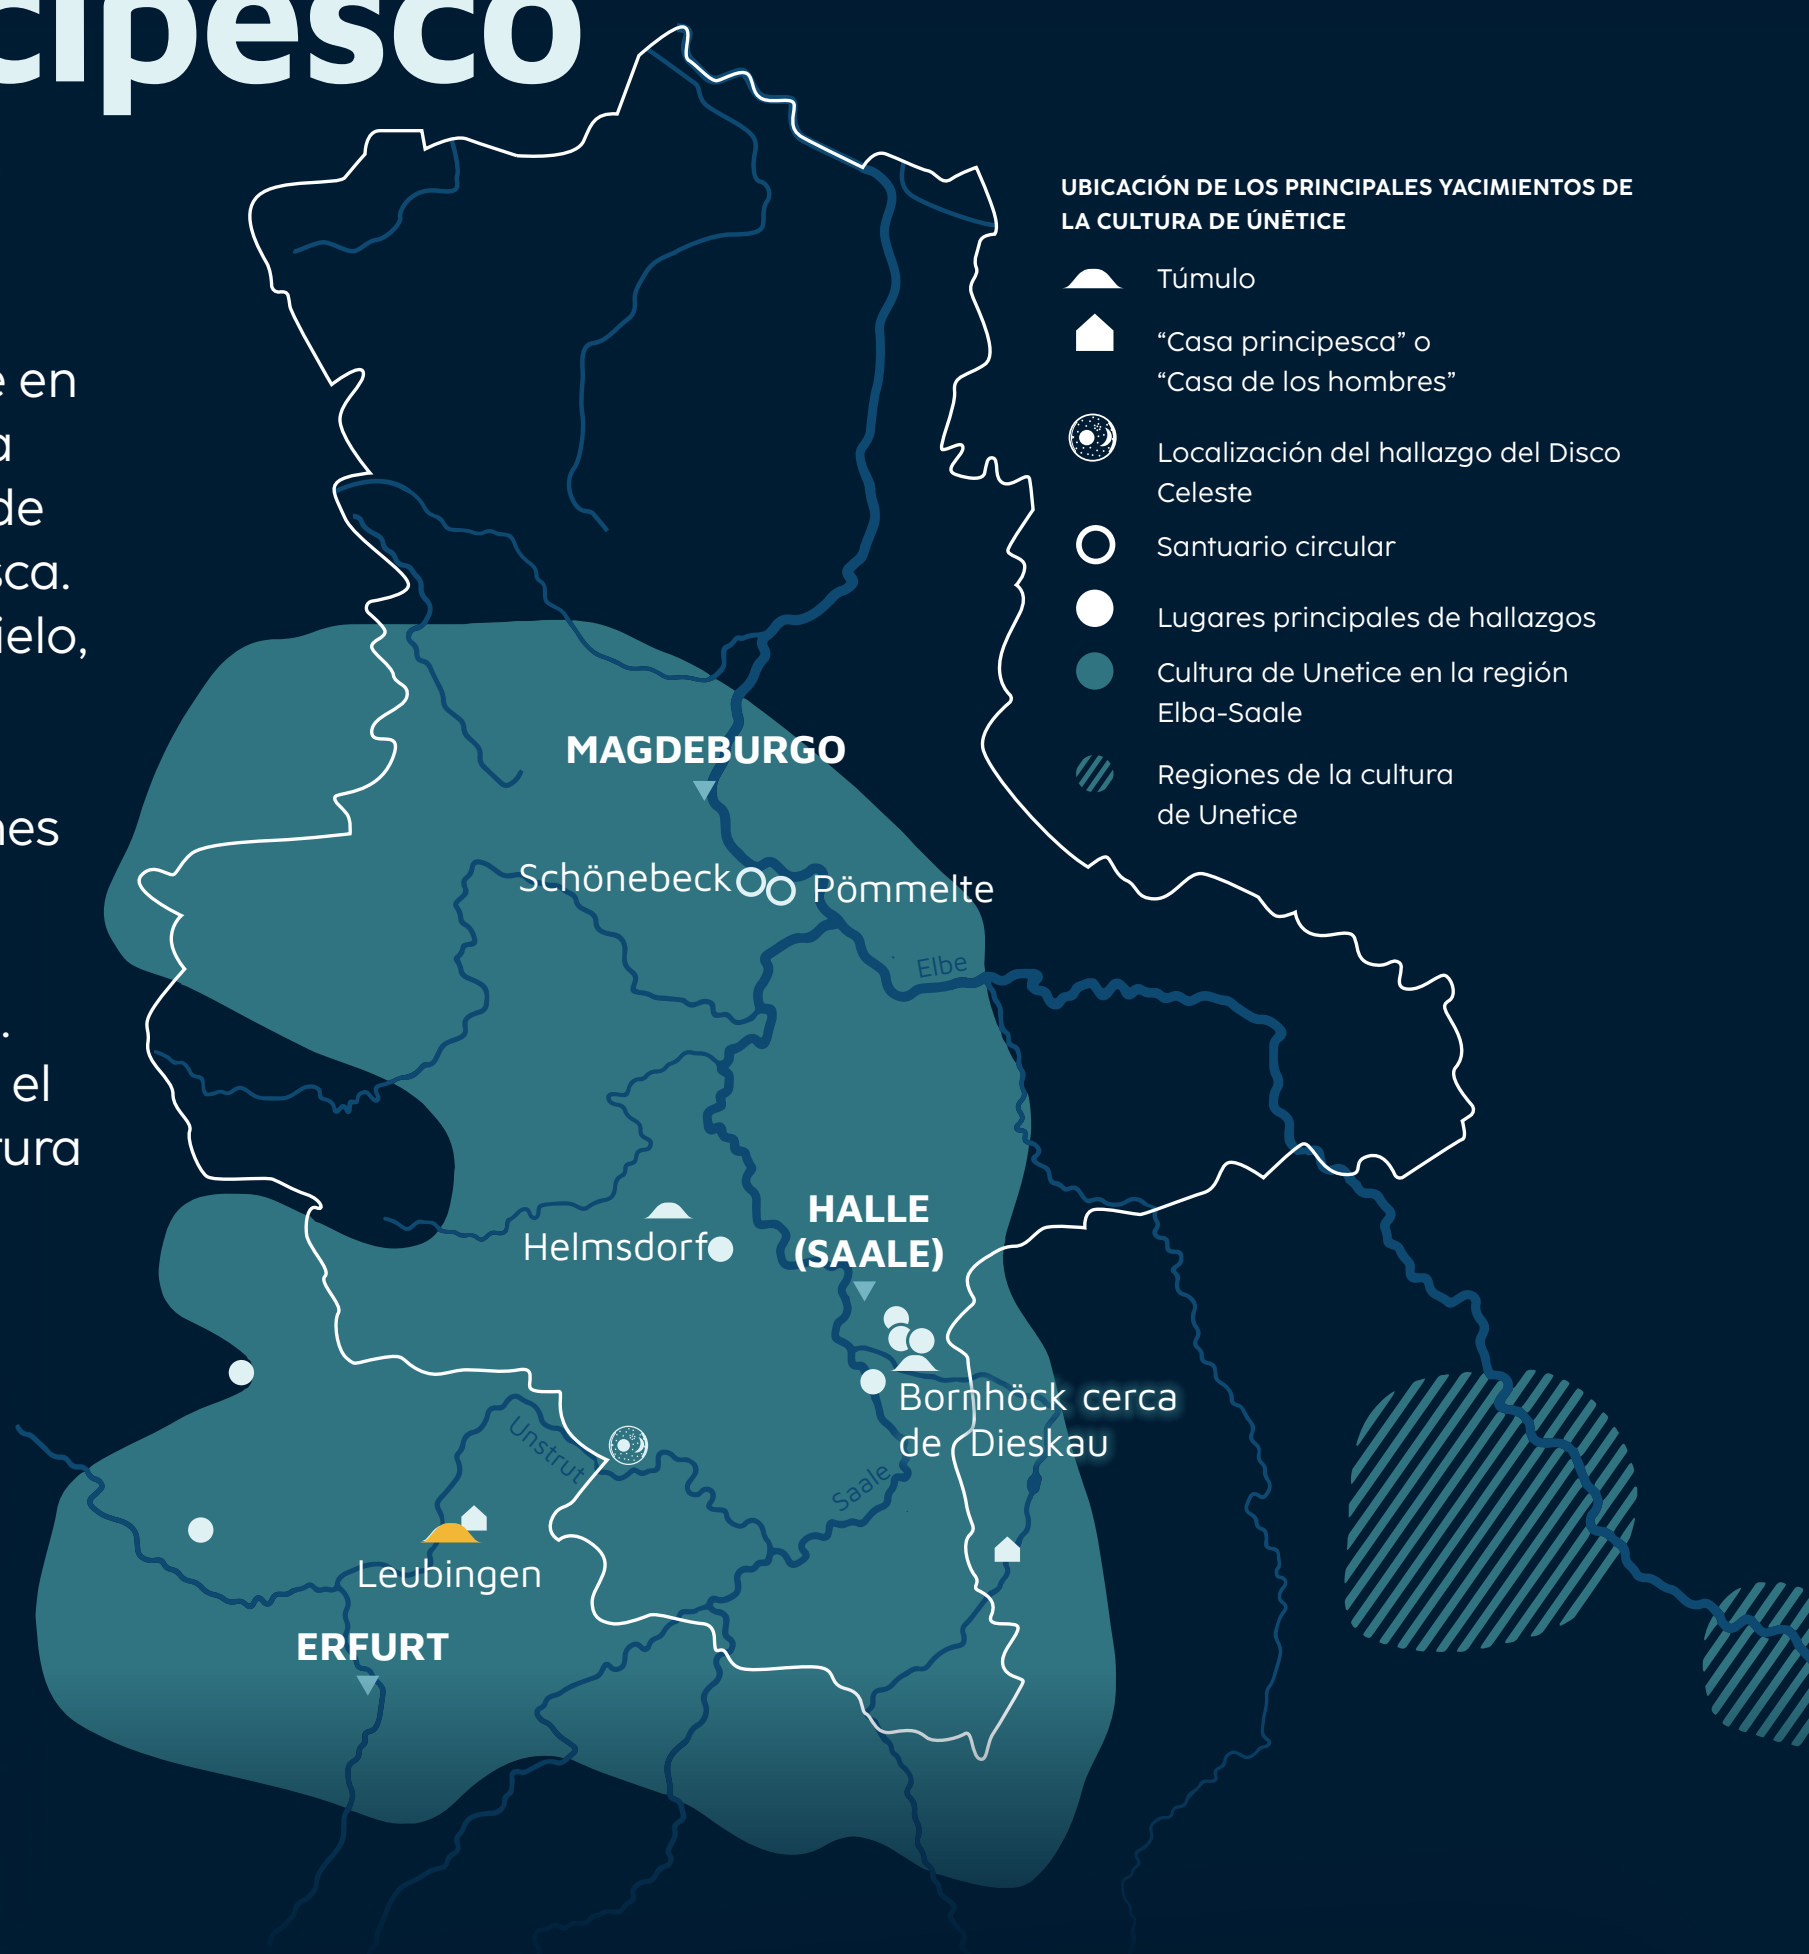 cipesco
en
de
ielo,
el
UBICACIÓN DE LOS PRINCIPALES YACIMIENTOS DE
LA CULTURA DE ÚNĚTICE
Túmulo
“Casa principesca” o
“Casa de los hombres”
Localización del hallazgo del Disco
Celeste
Santuario circular
Lugares principales de hallazgos
Cultura de Unetice en la región
Elba-Saale
Regiones de la cultura
de Unetice
MAGDEBURGO
Schönebeck
Pömmelte
Elbe
HALLE
(SAALE)
Helmsdorf
Bornhöck cerca
de Dieskau
Unstrut
Saale
Leubingen
ERFURT